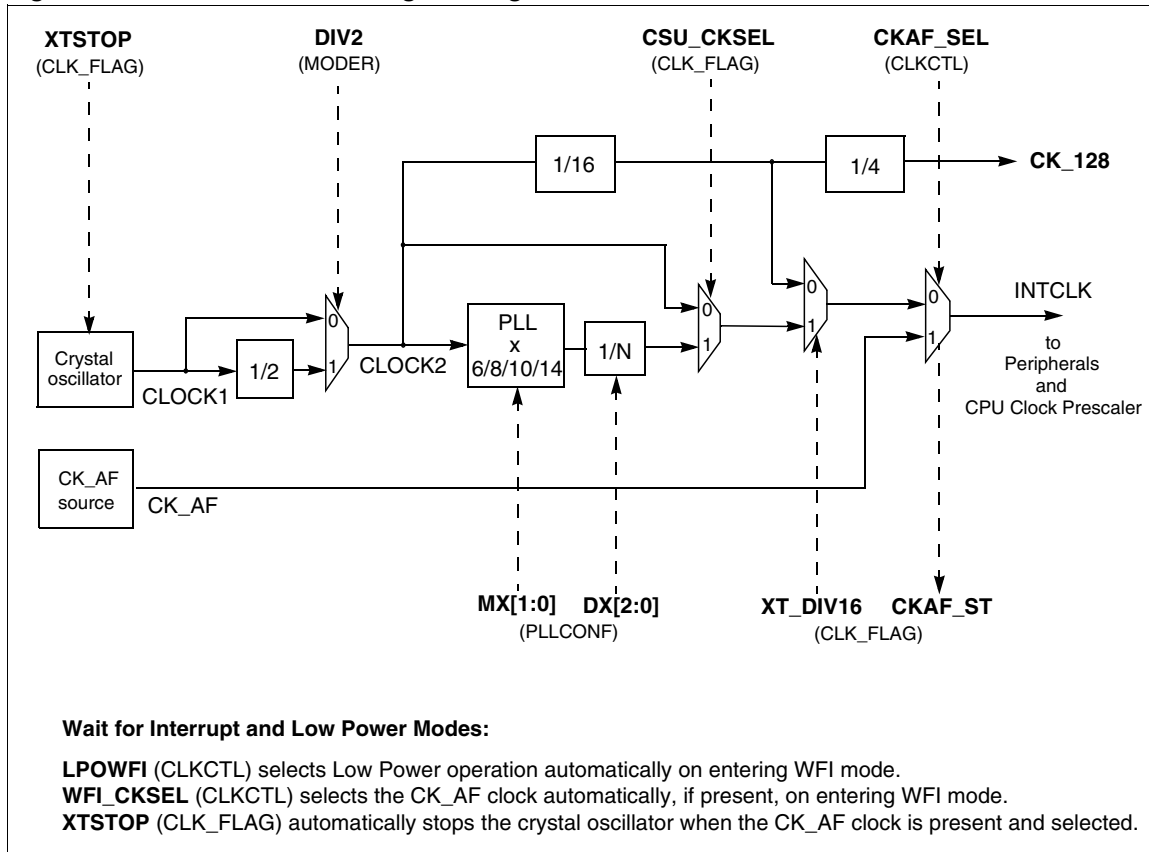 XTSTOP
(CLK_FLAG)
DIV2
(MODER)
CSU_CKSEL
(CLK_FLAG)
CKAF_SEL
(CLKCTL)
1/16
1/4
CK_128
Crystal
oscillator
CLOCK1
1/2
0
1
CLOCK2
PLL
x
6/8/10/14
1/N
0
1
0
1
0
1
INTCLK
to
Peripherals
and
CPU Clock Prescaler
CK_AF
source
CK_AF
MX[1:0]
DX[2:0]
(PLLCONF)
XT_DIV16
CKAF_ST
(CLK_FLAG)
Wait for Interrupt and Low Power Modes:
LPOWFI (CLKCTL) selects Low Power operation automatically on entering WFI mode.
WFI_CKSEL (CLKCTL) selects the CK_AF clock automatically, if present, on entering WFI mode.
XTSTOP (CLK_FLAG) automatically stops the crystal oscillator when the CK_AF clock is present and selected.